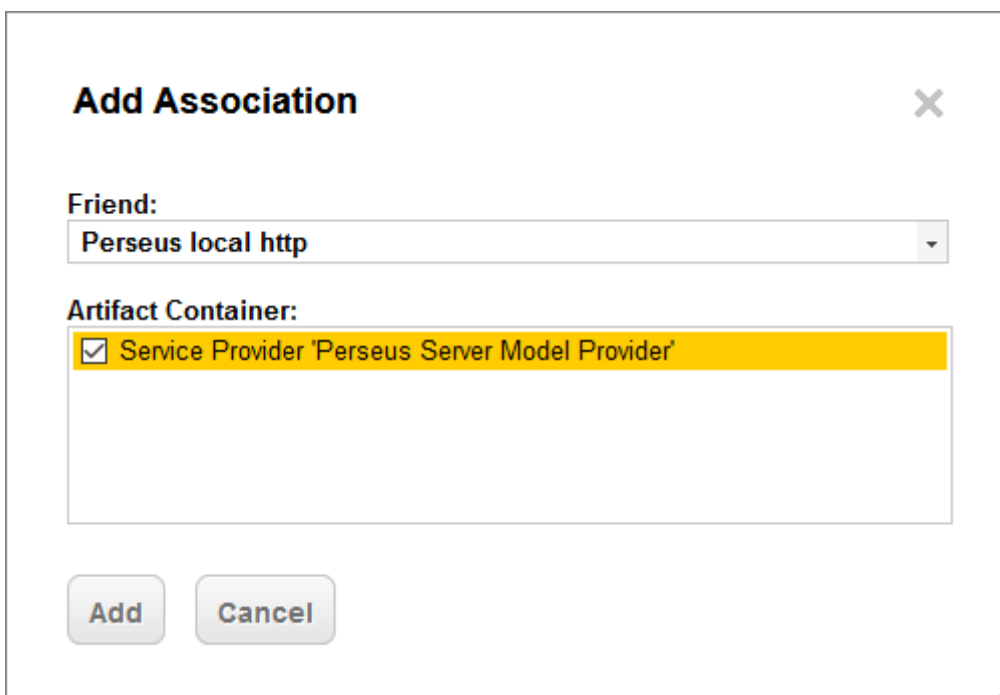 Add Association
Friend:
Perseus local http
Artifact Container:
Service Provider 'Perseus Server Model Provider'
Add
Cancel